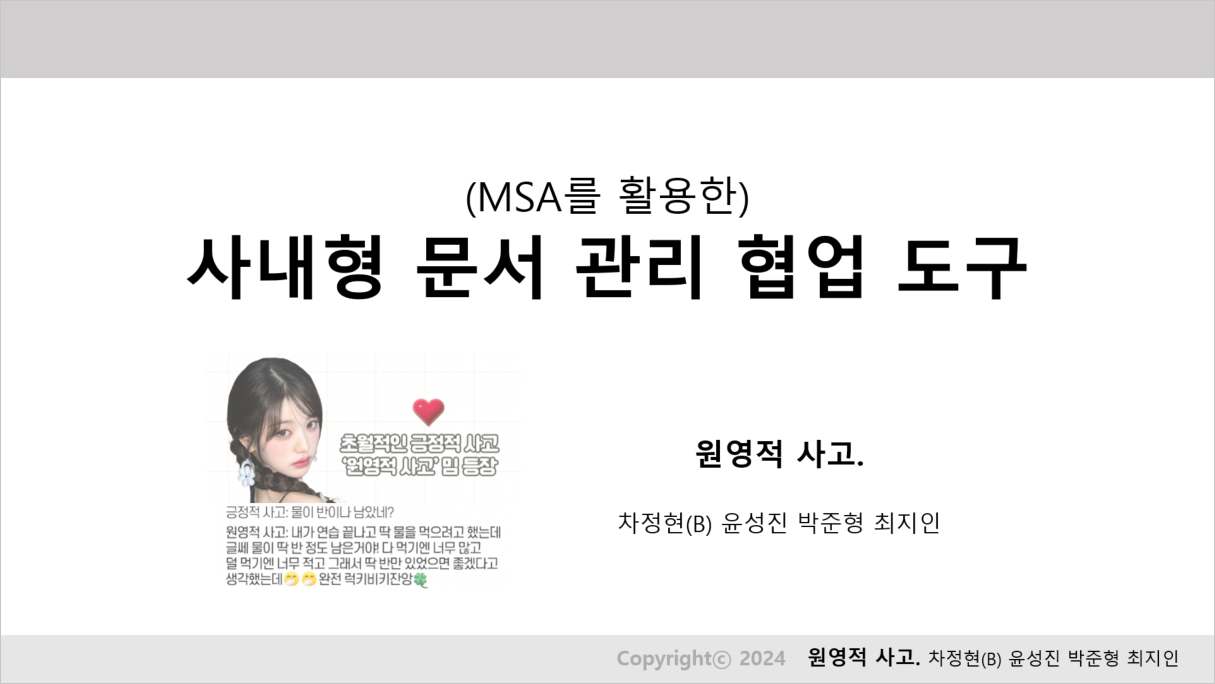 (MSA를 활용한)
사내형 문서 관리 협업 도구
초월적인 긍정적 사고
‘원영적 사고’ 밈 등장
긍정적 사고: 물이 반이나 남았네?
원영적 사고: 내가 연습 끝나고 딱 물을 먹으려고 했는데
글쎄 물이 딱 반 정도 남은거야! 다 먹기엔 너무 많고
덜 먹기엔 너무 적고 그래서 딱 반만 있었으면 좋겠다고
생각했는데🤭🤭완전 럭키비키잔앙🍀
원영적 사고.
차정현(B) 윤성진 박준형 최지인
Copyrightⓒ 2024 원영적 사고. 차정현(B) 윤성진 박준형 최지인